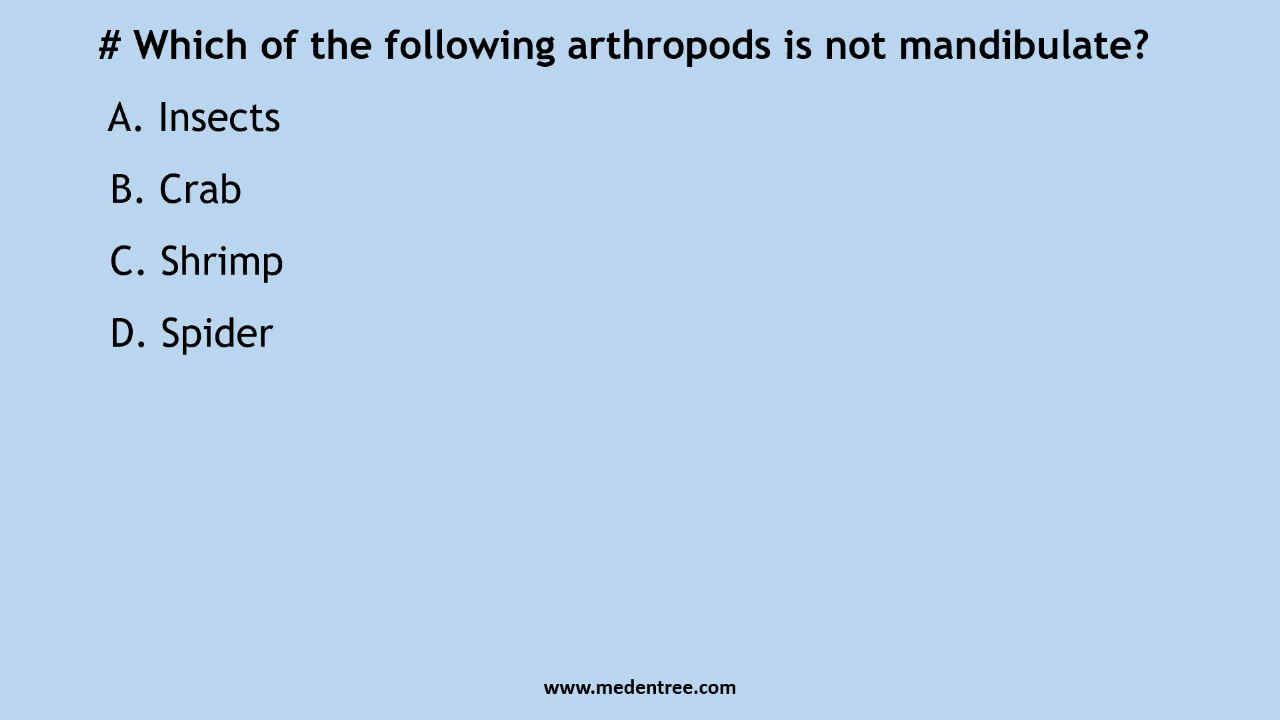 # Which of the following arthropods is not mandibulate?
A. Insects
B. Crab
C. Shrimp
D. Spider
www.medentree.com